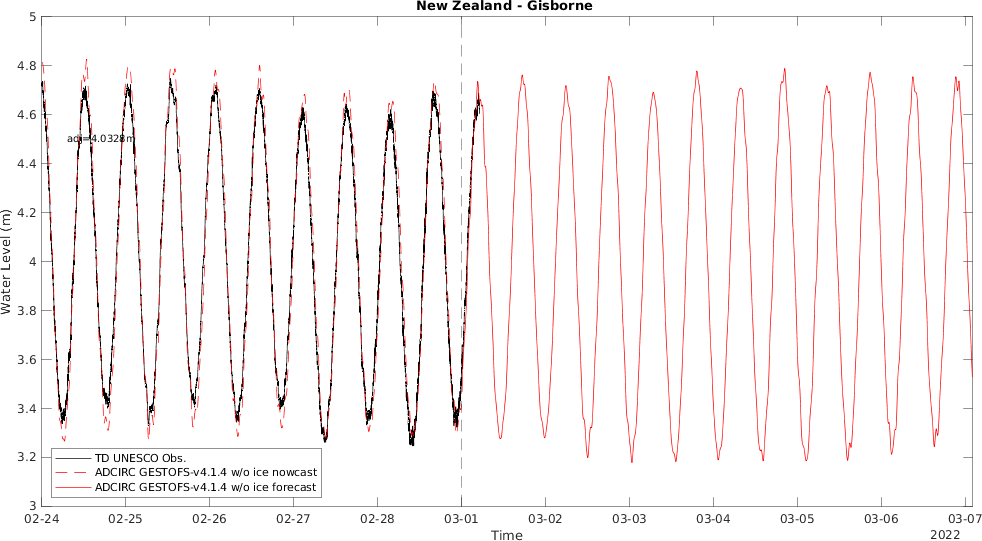 New Zealand - Gisborne
Water Level (m)
5
4.8
4.6
4.4
4.2
4
3.8
3.6
3.4
3.2
3
adj=4.0328m
TD UNESCO Obs.
ADCIRC GESTOFS-v4.1.4 w/o ice nowcast
ADCIRC GESTOFS-v4.1.4 w/o ice forecast
02-24 02-25 02-26 02-27 02-28 03-01 03-02 03-03 03-04 03-05 03-06 03-07
Time
2022